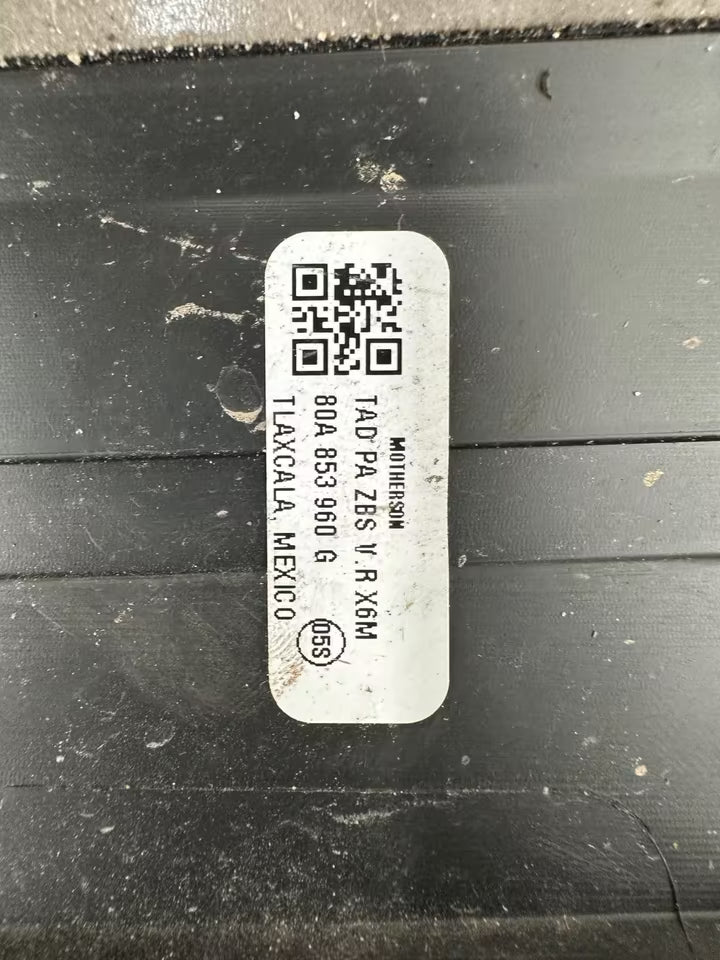 MOTHERSON
TAD PA ZBS V.R X6M
80A 853 960 G
05S
TLAXCALA, MEXICO